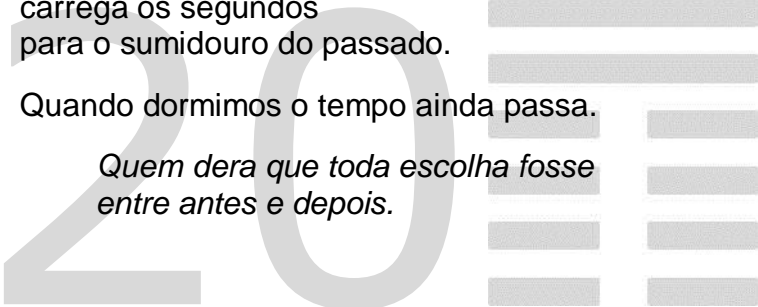 carrega os segundos
para o sumidouro do passado.
Quando dormimos o tempo ainda passa.
Quem dera que toda escolha fosse
entre antes e depois.
20